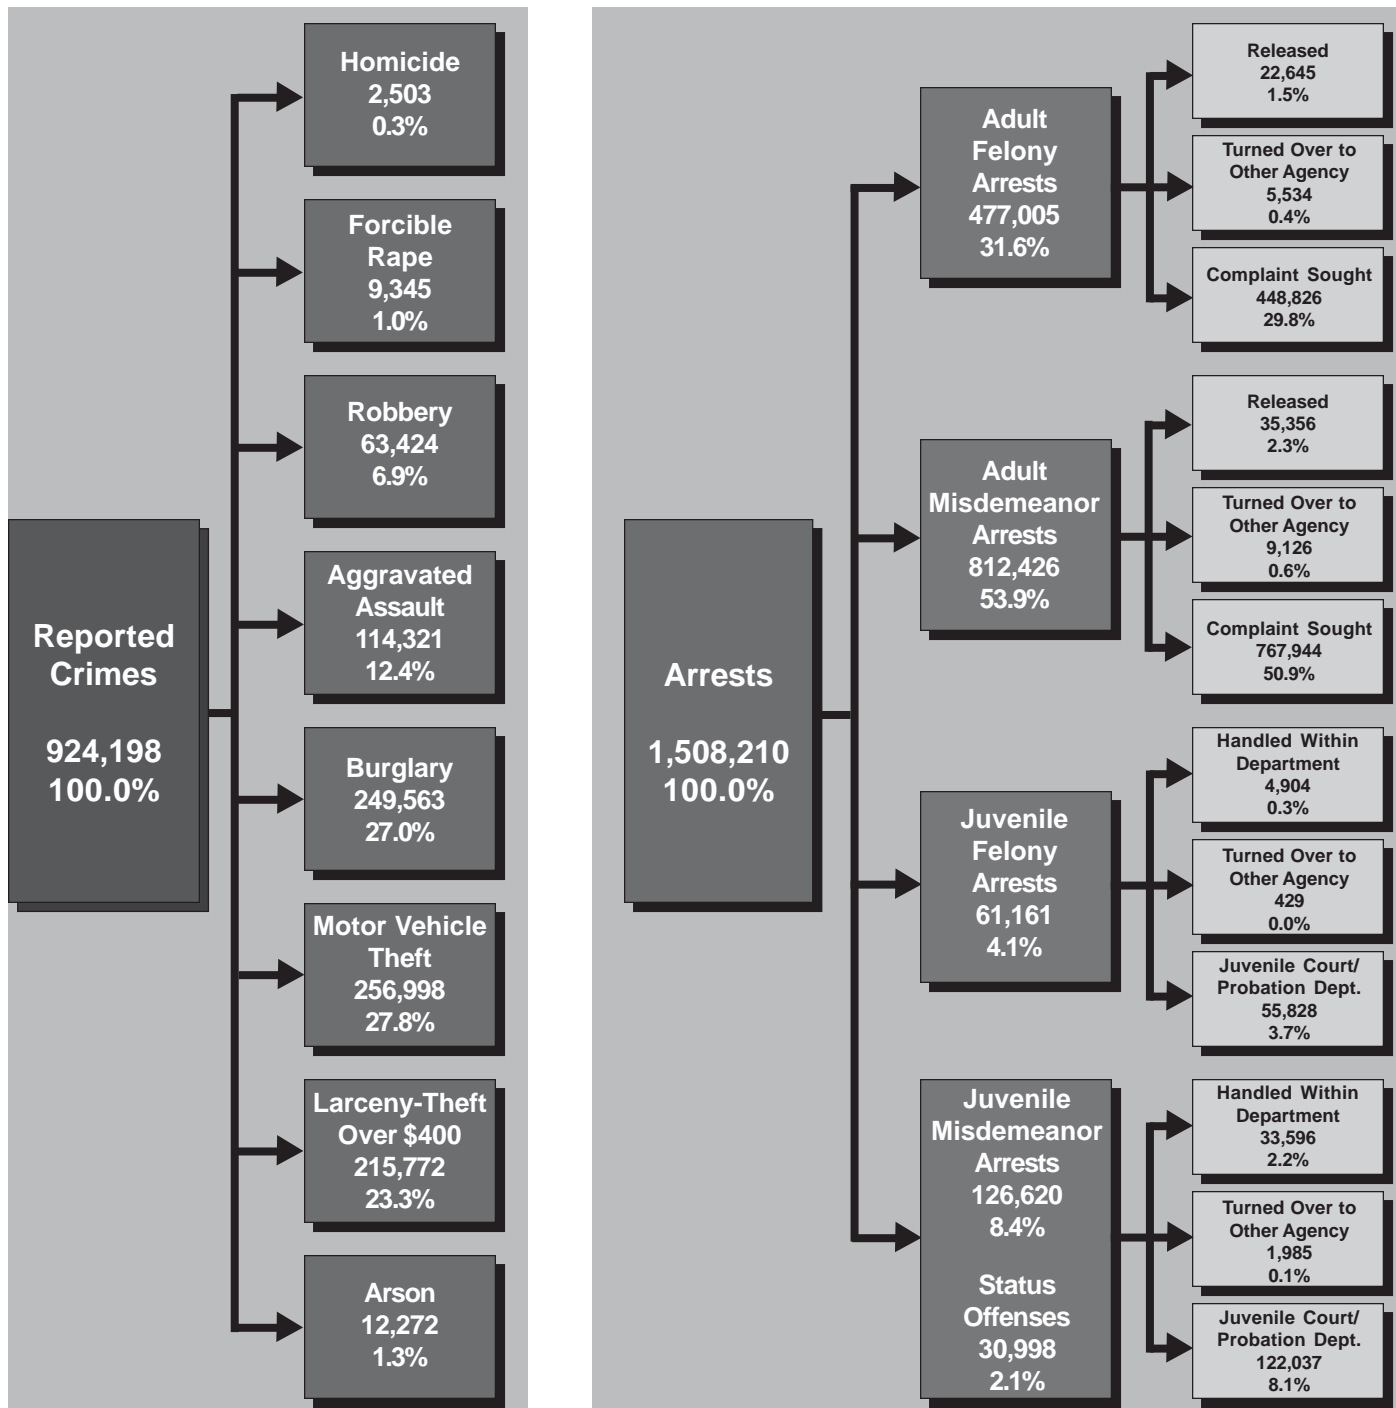 Reported
Crimes
924,198
100.0%
Homicide
2,503
0.3%
Forcible
Rape
9,345
1.0%
Robbery
63,424
6.9%
Aggravated
Assault
114,321
12.4%
Burglary
249,563
27.0%
Motor Vehicle
Theft
256,998
27.8%
Larceny-Theft
Over $400
215,772
23.3%
Arson
12,272
1.3%
Arrests
1,508,210
100.0%
Adult
Felony
Arrests
477,005
31.6%
Released
22,645
1.5%
Turned Over to
Other Agency
5,534
0.4%
Complaint Sought
448,826
29.8%
Adult
Misdemeanor
Arrests
812,426
53.9%
Released
35,356
2.3%
Turned Over to
Other Agency
9,126
0.6%
Complaint Sought
767,944
50.9%
Juvenile
Felony
Arrests
61,161
4.1%
Handled Within
Department
4,904
0.3%
Turned Over to
Other Agency
429
0.0%
Juvenile Court/
Probation Dept.
55,828
3.7%
Juvenile
Misdemeanor
Arrests
126,620
8.4%
Status
Offenses
30,998
2.1%
Handled Within
Department
33,596
2.2%
Turned Over to
Other Agency
1,985
0.1%
Juvenile Court/
Probation Dept.
122,037
8.1%